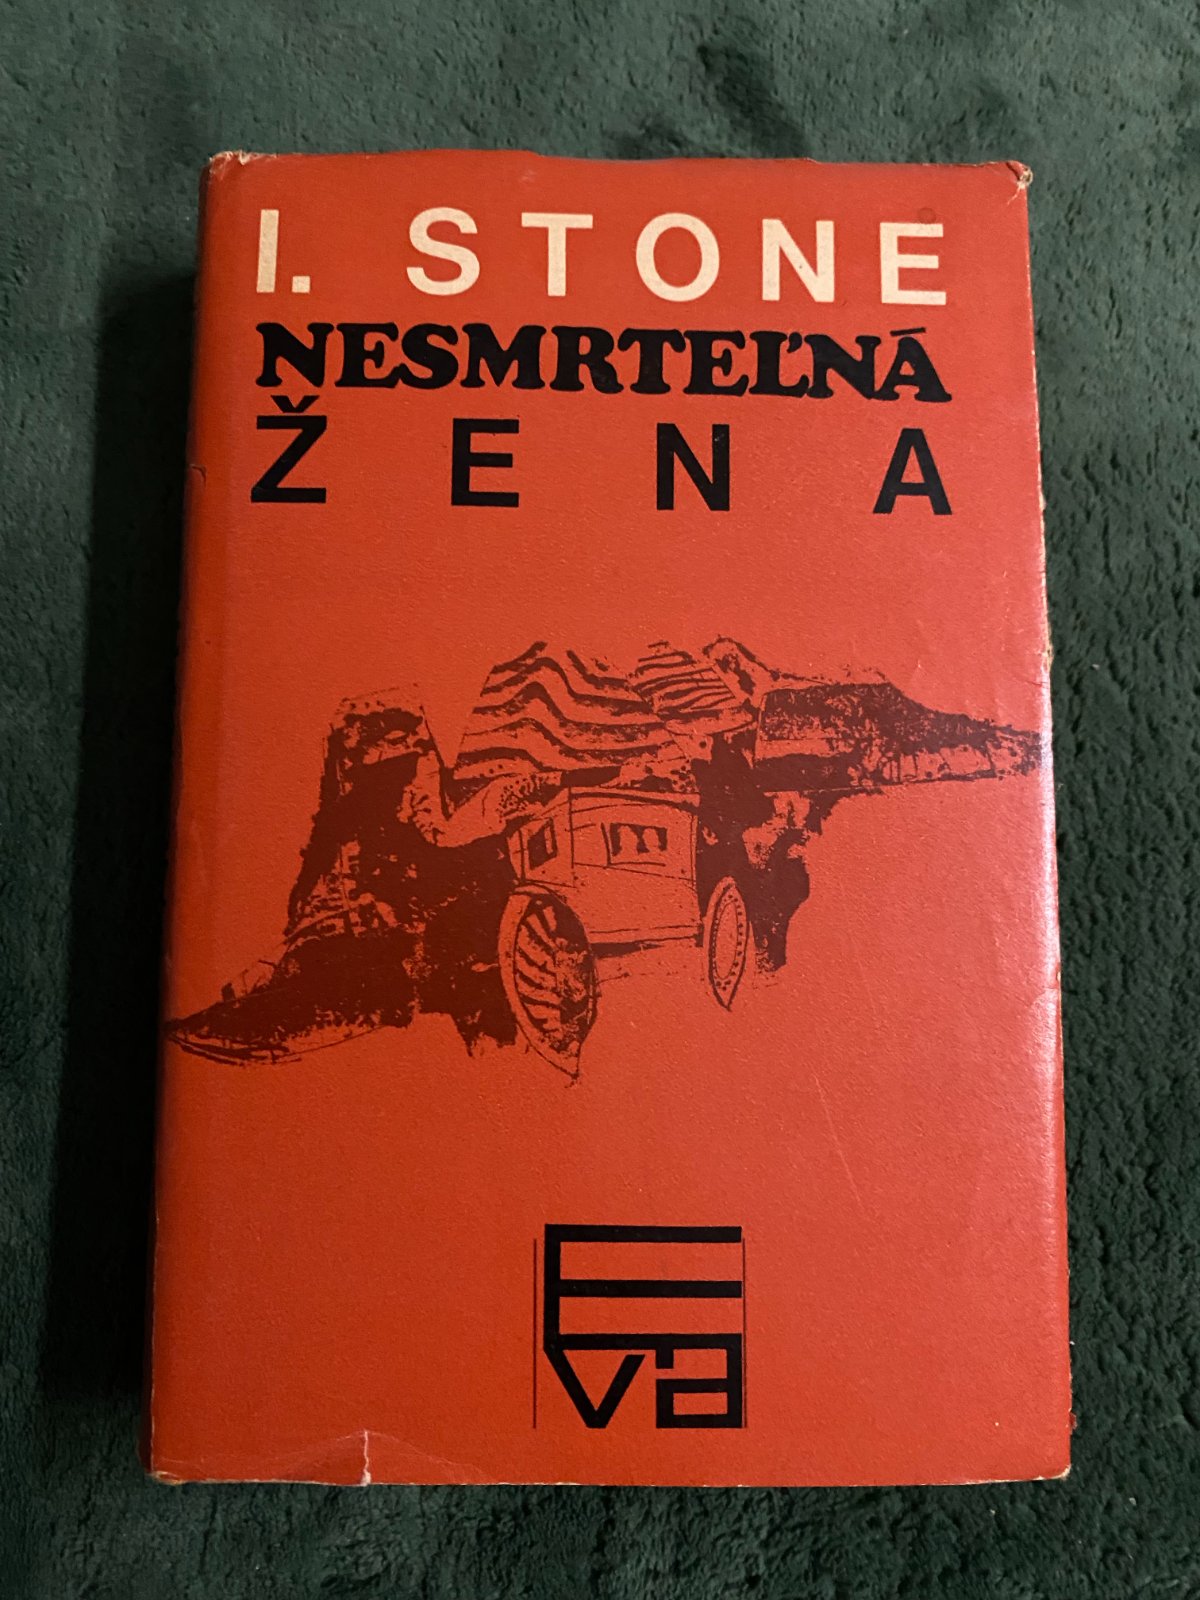 I. STONE
NESMRTEĽNÁ
ŽENA
Eva